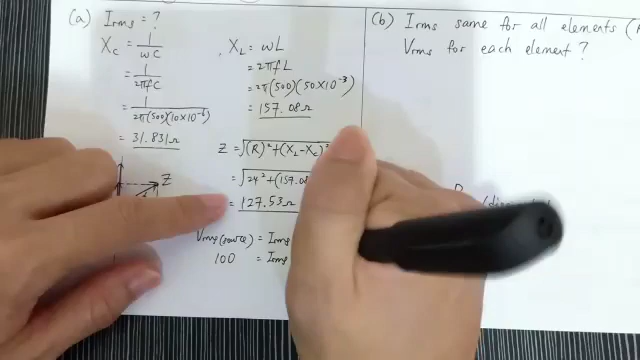 (a) Irms = ?
Xc = 1/ωC
= 1/2πfC
= 1/2π(500)(10×10⁻⁶)
= 31.831Ω
Z
XL = ωL
= 2πfL
= 2π(500)(50×10⁻³)
= 157.08Ω
Z = √(R)²+(XL-Xc)²
= √24²+(157.08
= 127.53Ω
Vrms(source) = Irms
100 = Irms
(b) Irms same for all elements
Vrms for each element ?